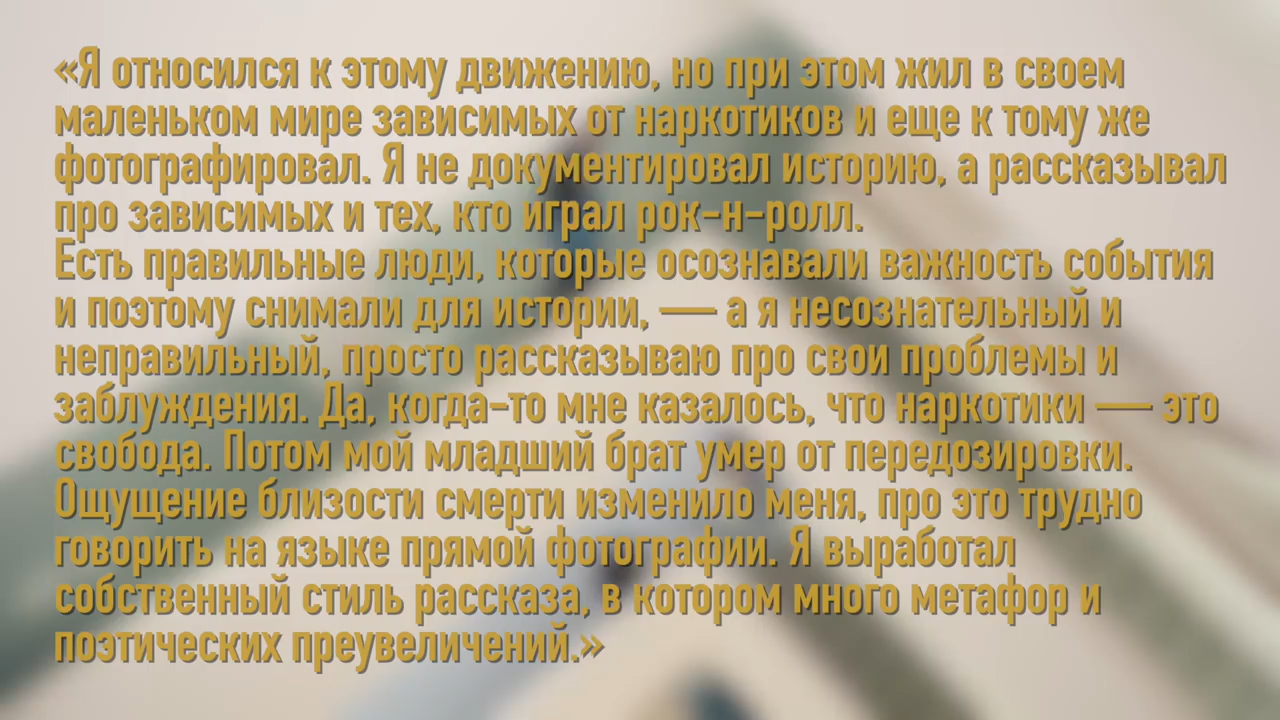 «Я относился к этому движению, но при этом жил в своем
маленьком мире зависимых от наркотиков и еще к тому же
фотографировал. Я не документировал историю, а рассказывал
про зависимых и тех, кто играл рок-н-ролл.
Есть правильные люди, которые осознавали важность события
и поэтому снимали для истории, — а я несознательный и
неправильный, просто рассказываю про свои проблемы и
заблуждения. Да, когда-то мне казалось, что наркотики — это
свобода. Потом мой младший брат умер от передозировки.
Ощущение близости смерти изменило меня, про это трудно
говорить на языке прямой фотографии. Я выработал
собственный стиль рассказа, в котором много метафор и
поэтических преувеличений.»